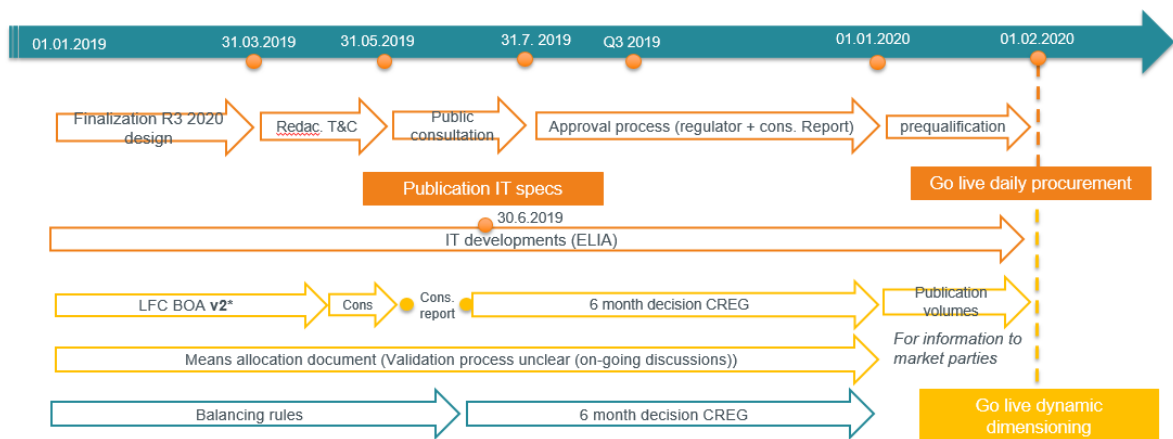 01.01.2019
31.03.2019
31.05.2019
31.7. 2019
Q3 2019
01.01.2020
01.02.2020
Finalization R3 2020
design
Redac. T&C
Public
consultation
Approval process (regulator + cons. Report)
prequalification
Publication IT specs
Go live daily procurement
30.6.2019
IT developments (ELIA)
LFC BOA v2*
Cons
Cons.
report
6 month decision CREG
Publication
volumes
For information to
market parties
Means allocation document (Validation process unclear (on-going discussions))
Balancing rules
6 month decision CREG
Go live dynamic
dimensioning